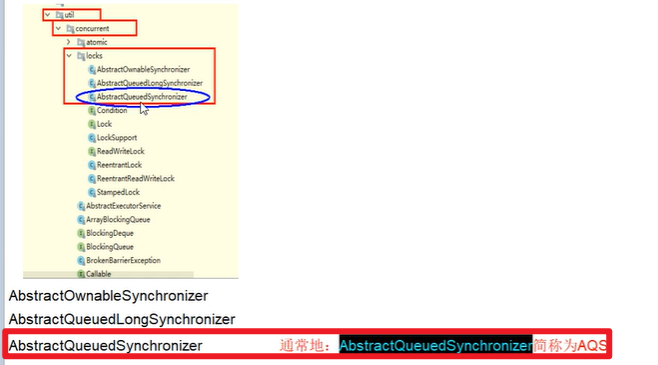 util
concurrent
atomic
locks
AbstractOwnableSynchronizer
AbstractQueuedLongSynchronizer
AbstractQueuedSynchronizer
Condition
Lock
LockSupport
ReadWriteLock
ReentrantLock
ReentrantReadWriteLock
StampedLock
AbstractExecutorService
ArrayBlockingQueue
BlockingDeque
BlockingQueue
BrokenBarrierException
Callable
AbstractOwnableSynchronizer
AbstractQueuedLongSynchronizer
AbstractQueuedSynchronizer 通常地：AbstractQueuedSynchronizer简称为AQS